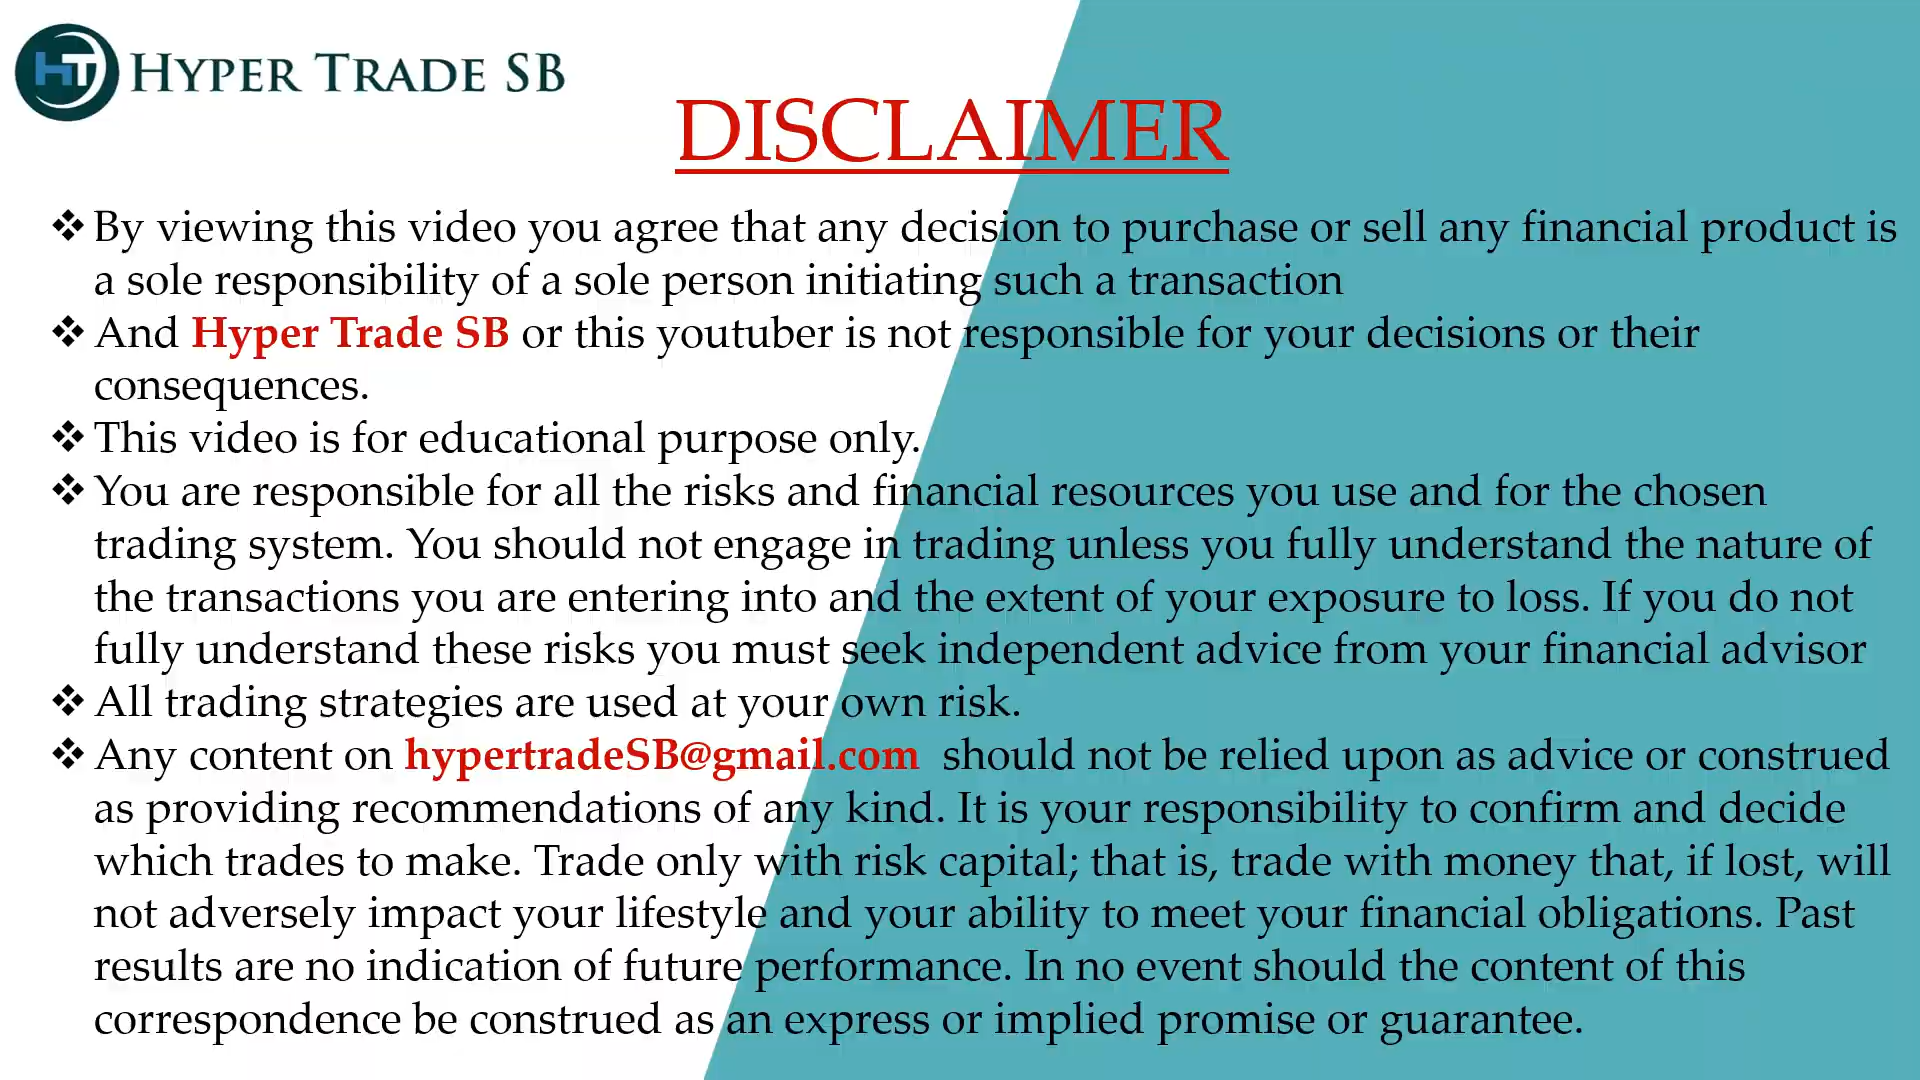 HT HYPER TRADE SB
DISCLAIMER
❖ By viewing this video you agree that any decision to purchase or sell any financial product is
a sole responsibility of a sole person initiating such a transaction
❖ And Hyper Trade SB or this youtuber is not responsible for your decisions or their
consequences.
❖ This video is for educational purpose only.
❖ You are responsible for all the risks and financial resources you use and for the chosen
trading system. You should not engage in trading unless you fully understand the nature of
the transactions you are entering into and the extent of your exposure to loss. If you do not
fully understand these risks you must seek independent advice from your financial advisor
❖ All trading strategies are used at your own risk.
❖ Any content on hypertradeSB@gmail.com should not be relied upon as advice or construed
as providing recommendations of any kind. It is your responsibility to confirm and decide
which trades to make. Trade only with risk capital; that is, trade with money that, if lost, will
not adversely impact your lifestyle and your ability to meet your financial obligations. Past
results are no indication of future performance. In no event should the content of this
correspondence be construed as an express or implied promise or guarantee.